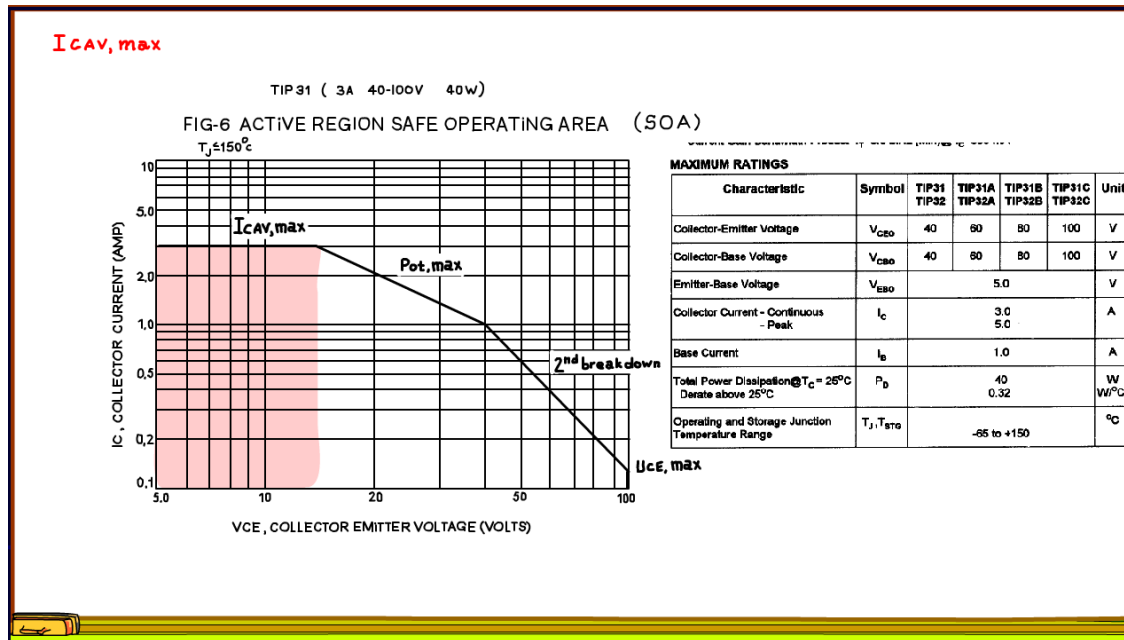 ICAV, max
TIP31 ( 3A 40-100V 40W)
FIG-6 ACTiVE REGION SAFE OPERATiNG AREA (SOA)
TJ≤150°c
10
5.0
2,0
1,0
0,5
0,2
0,1
IC, COLLECTOR CURRENT (AMP)
ICAV, max
Pot, max
2nd breakdown
UCE, max
5.0 10 20 50 100
VCE, COLLECTOR EMITTER VOLTAGE (VOLTS)
MAXIMUM RATINGS
Characteristic Symbol TIP31 TIP31A TIP31B TIP31C Unit
TIP32 TIP32A TIP32B TIP32C
Collector-Emitter Voltage VCEO 40 60 80 100 V
Collector-Base Voltage VCBO 40 60 80 100 V
Emitter-Base Voltage VEBO 5.0 V
Collector Current - Continuous IC 3.0 A
- Peak 5.0
Base Current IB 1.0 A
Total Power Dissipation@TC = 25°C PD 40 W
Derate above 25°C 0.32 W/°C
Operating and Storage Junction TJ,TSTG °C
Temperature Range -65 to +150